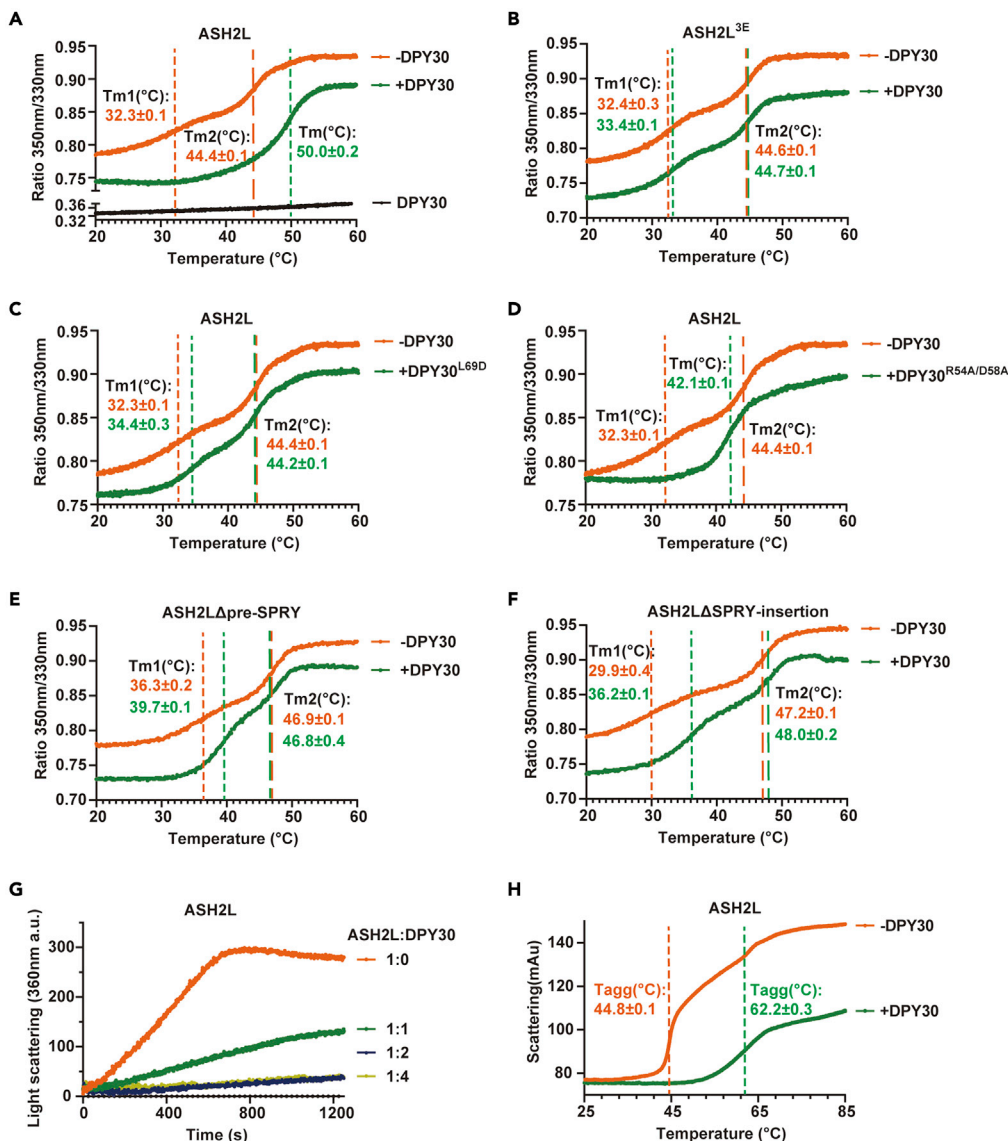 A
ASH2L
0.95
0.90
0.85
0.80
0.75
0.36
0.32
Ratio 350nm/330nm
Tm1(°C):
32.3±0.1
Tm2(°C):
44.4±0.1
Tm(°C):
50.0±0.2
-DPY30
+DPY30
DPY30
20 30 40 50 60
Temperature (°C)
B
ASH2L3E
0.95
0.90
0.85
0.80
0.75
0.70
Ratio 350nm/330nm
Tm1(°C):
32.4±0.3
33.4±0.1
Tm2(°C):
44.6±0.1
44.7±0.1
-DPY30
+DPY30
20 30 40 50 60
Temperature (°C)
C
ASH2L
0.95
0.90
0.85
0.80
0.75
Ratio 350nm/330nm
Tm1(°C):
32.3±0.1
34.4±0.3
Tm2(°C):
44.4±0.1
44.2±0.1
-DPY30
+DPY30L69D
20 30 40 50 60
Temperature (°C)
D
ASH2L
0.95
0.90
0.85
0.80
0.75
Ratio 350nm/330nm
Tm(°C):
42.1±0.1
Tm1(°C):
32.3±0.1
Tm2(°C):
44.4±0.1
-DPY30
+DPY30R54A/D58A
20 30 40 50 60
Temperature (°C)
E
ASH2LΔpre-SPRY
0.95
0.90
0.85
0.80
0.75
0.70
Ratio 350nm/330nm
Tm1(°C):
36.3±0.2
39.7±0.1
Tm2(°C):
46.9±0.1
46.8±0.4
-DPY30
+DPY30
20 30 40 50 60
Temperature (°C)
F
ASH2LΔSPRY-insertion
0.95
0.90
0.85
0.80
0.75
0.70
Ratio 350nm/330nm
Tm1(°C):
29.9±0.4
36.2±0.1
Tm2(°C):
47.2±0.1
48.0±0.2
-DPY30
+DPY30
20 30 40 50 60
Temperature (°C)
G
ASH2L
ASH2L:DPY30
300
200
100
0
Light scattering (360nm a.u.)
1:0
1:1
1:2
1:4
0 400 800 1200
Time (s)
H
ASH2L
140
120
100
80
Scattering(mAu)
Tagg(°C):
44.8±0.1
Tagg(°C):
62.2±0.3
-DPY30
+DPY30
25 45 65 85
Temperature (°C)